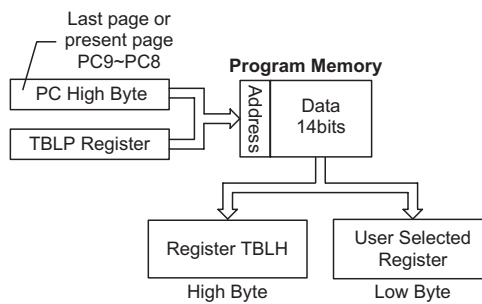 Last page or
present page
PC9~PC8
Program Memory
PC High Byte
TBLP Register
Address
Data
14bits
Register TBLH
User Selected
Register
High Byte
Low Byte